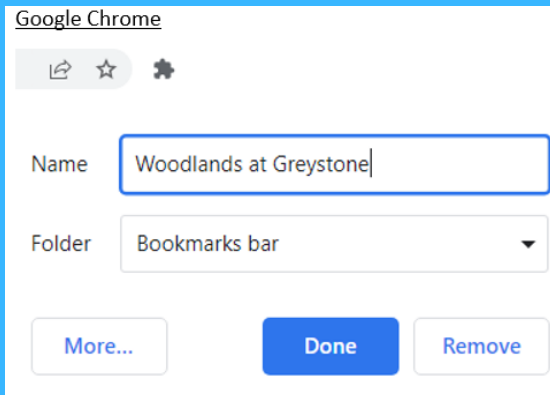 Google Chrome
Name Woodlands at Greystone
Folder Bookmarks bar
More... Done Remove